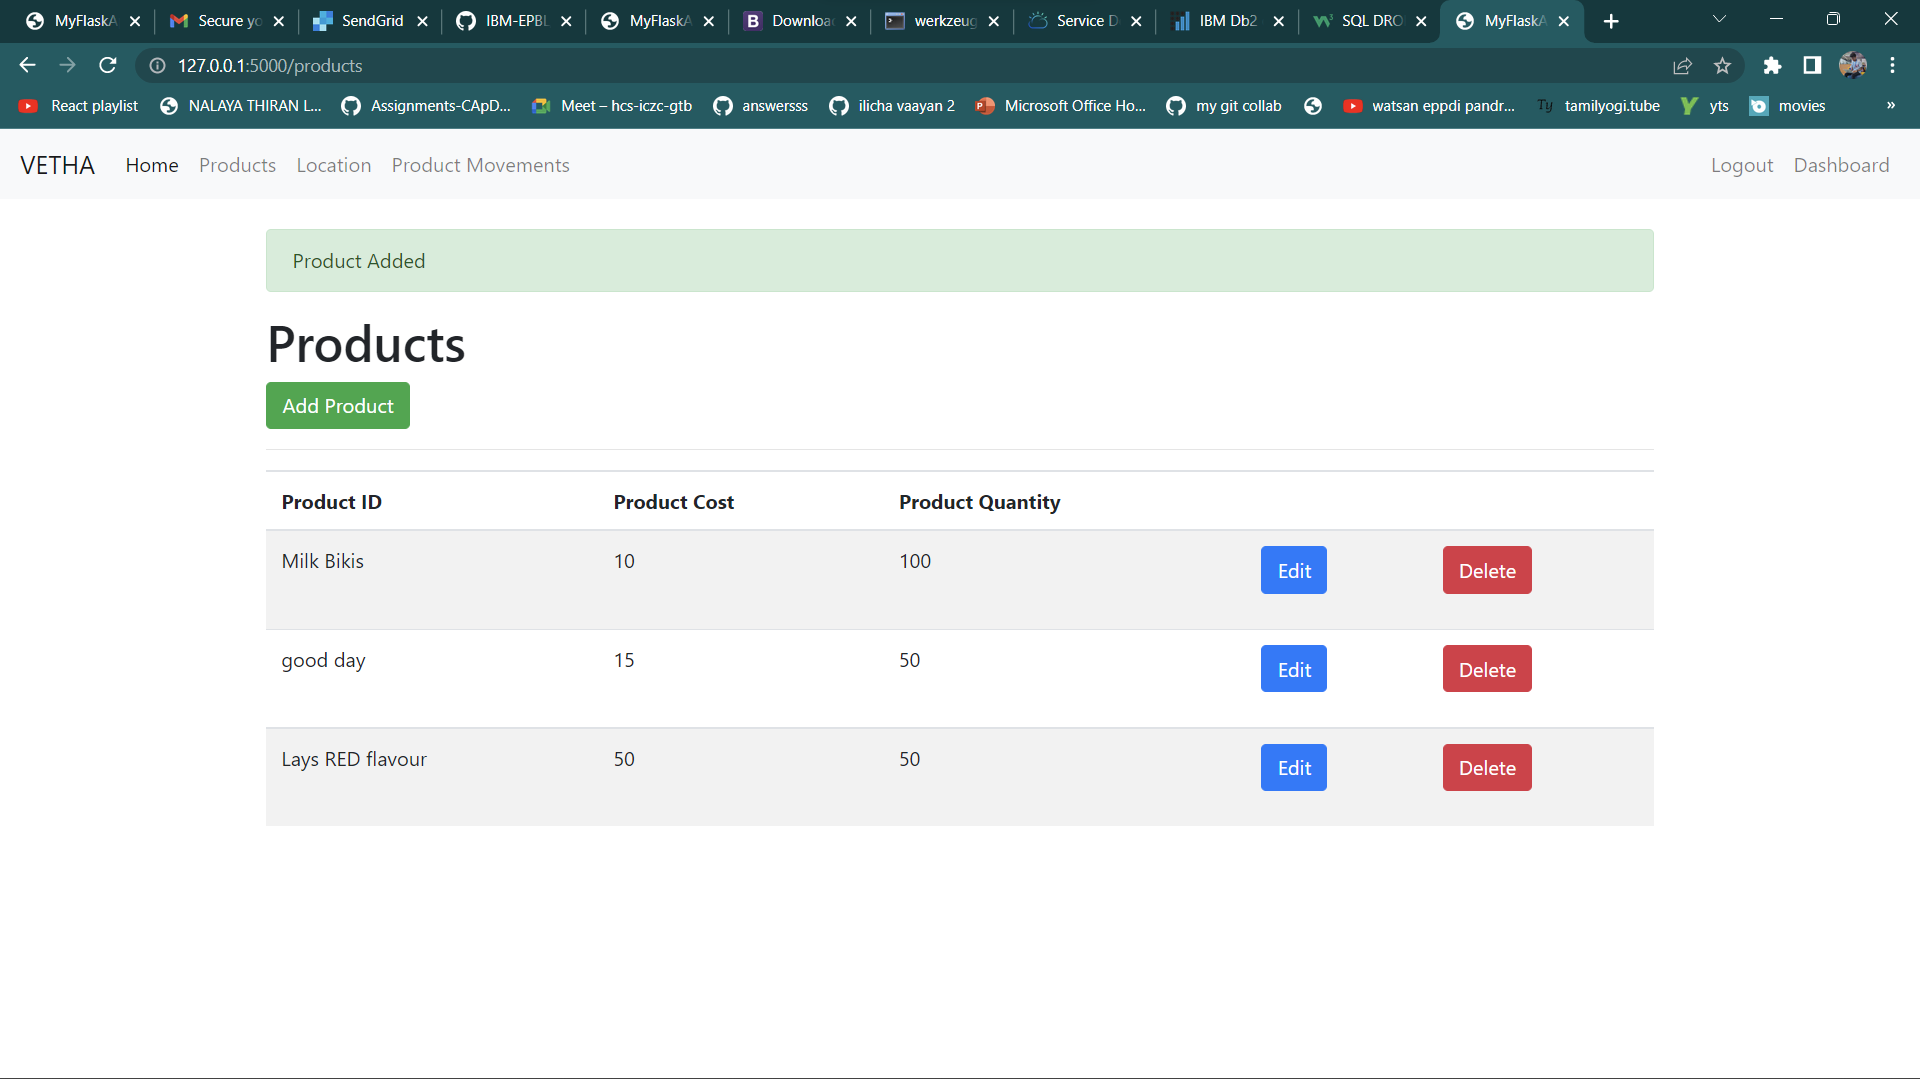 MyFlaskA Secure yo SendGrid IBM-EPBL MyFlaskA B Downloa werkzeug Service D IBM Db2 SQL DRO MyFlaskA
127.0.0.1:5000/products
React playlist NALAYA THIRAN L... Assignments-CApD... Meet – hcs-iczc-gtb answersss ilicha vaayan 2 Microsoft Office Ho... my git collab watsan eppdi pandr... Ty tamilyogi.tube yts movies »
VETHA Home Products Location Product Movements Logout Dashboard
Product Added
Products
Add Product
Product ID Product Cost Product Quantity
Milk Bikis 10 100 Edit Delete
good day 15 50 Edit Delete
Lays RED flavour 50 50 Edit Delete